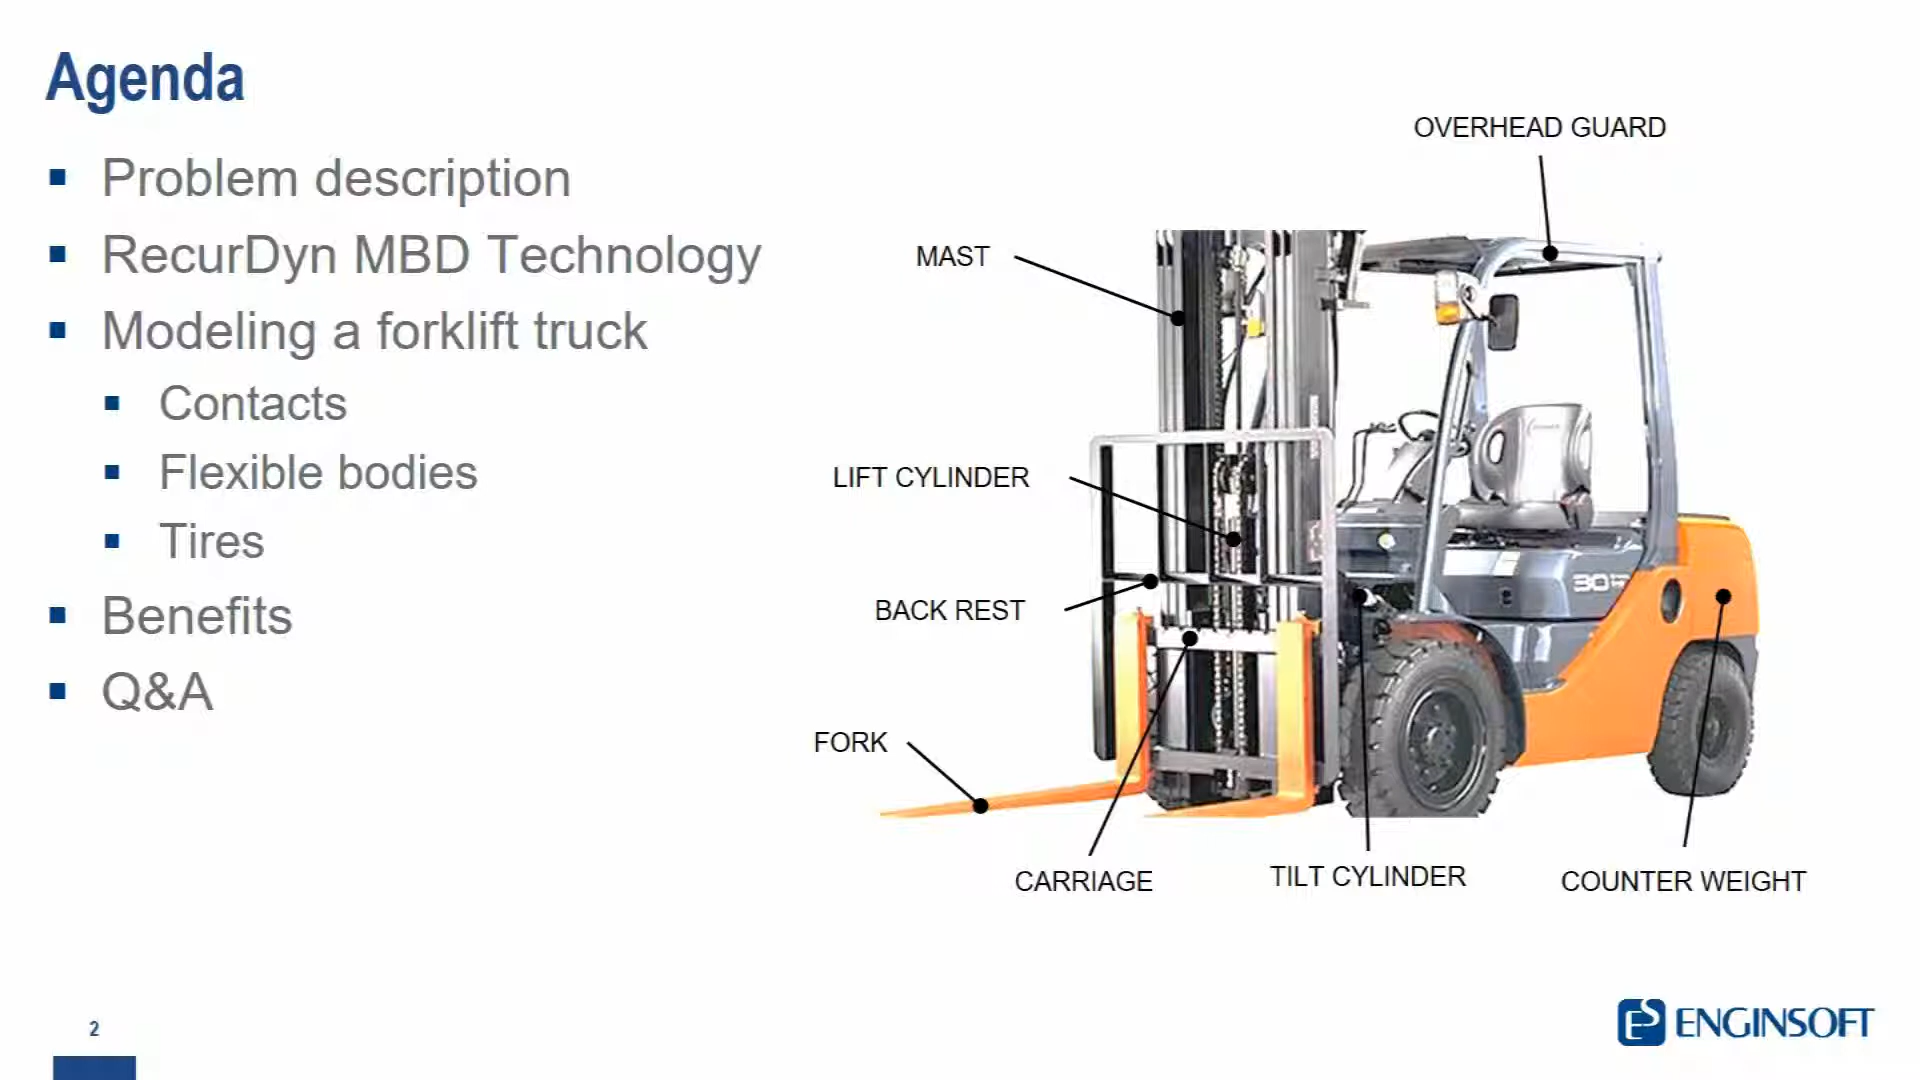 Agenda
Problem description
RecurDyn MBD Technology
Modeling a forklift truck
Contacts
Flexible bodies
Tires
Benefits
Q&A
OVERHEAD GUARD
MAST
LIFT CYLINDER
BACK REST
FORK
CARRIAGE
TILT CYLINDER
COUNTER WEIGHT
30
2
ES ENGINSOFT